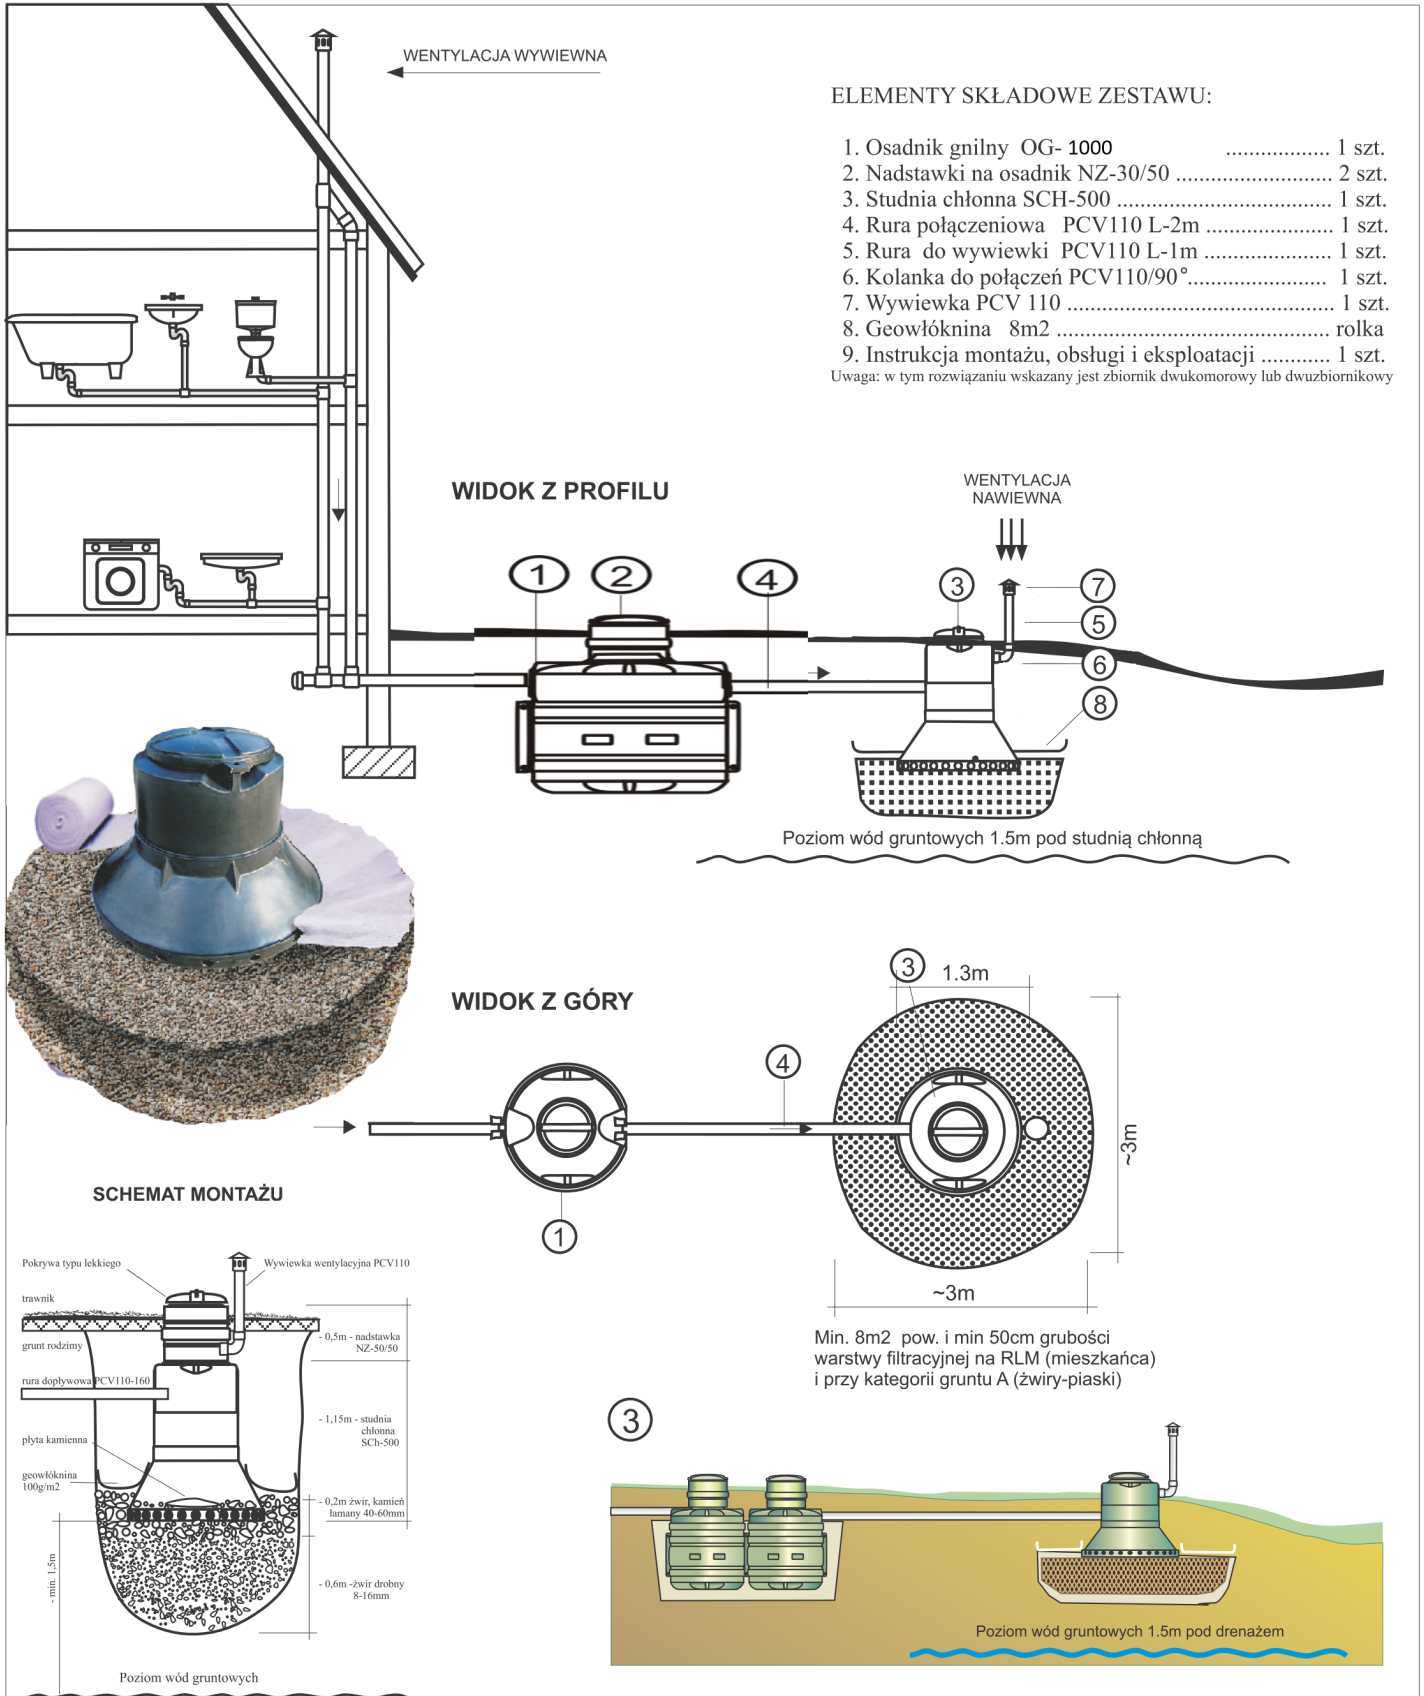 WENTYLACJA WYWIEWNA
ELEMENTY SKŁADOWE ZESTAWU:
1. Osadnik gnilny OG- 1000 .................. 1 szt.
2. Nadstawki na osadnik NZ-30/50 ........................... 2 szt.
3. Studnia chłonna SCH-500 ..................................... 1 szt.
4. Rura połączeniowa PCV110 L-2m ...................... 1 szt.
5. Rura do wywiewki PCV110 L-1m ...................... 1 szt.
6. Kolanka do połączeń PCV110/90°........................ 1 szt.
7. Wywiewka PCV 110 .............................................. 1 szt.
8. Geowłóknina 8m2 ............................................... rolka
9. Instrukcja montażu, obsługi i eksploatacji ............ 1 szt.
Uwaga: w tym rozwiązaniu wskazany jest zbiornik dwukomorowy lub dwuzbiornikowy
WIDOK Z PROFILU
WENTYLACJA
NAWIEWNA
1
2
4
3
7
5
6
8
Poziom wód gruntowych 1.5m pod studnią chłonną
WIDOK Z GÓRY
3
1.3m
4
~3m
1
~3m
Min. 8m2 pow. i min 50cm grubości
warstwy filtracyjnej na RLM (mieszkańca)
i przy kategorii gruntu A (żwiry-piaski)
SCHEMAT MONTAŻU
Pokrywa typu lekkiego
Wywiewka wentylacyjna PCV110
trawnik
- 0,5m - nadstawka
NZ-50/50
grunt rodzimy
rura dopływowa PCV110-160
- 1,15m - studnia
chłonna
SCh-500
płyta kamienna
geowłóknina
100g/m2
- 0,2m żwir, kamień
łamany 40-60mm
- min. 1,5m
- 0,6m -żwir drobny
8-16mm
Poziom wód gruntowych
3
Poziom wód gruntowych 1.5m pod drenażem